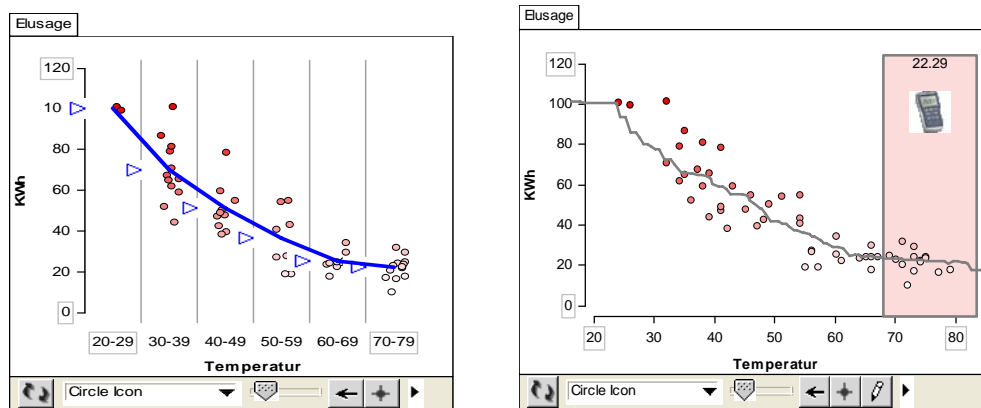 Elusage
120
10
80
60
40
20
0
KWh
20-29 30-39 40-49 50-59 60-69 70-79
Temperatur
Circle Icon
Elusage
120
100
80
60
40
20
0
KWh
22.29
20 30 40 50 60 70 80
Temperatur
Circle Icon